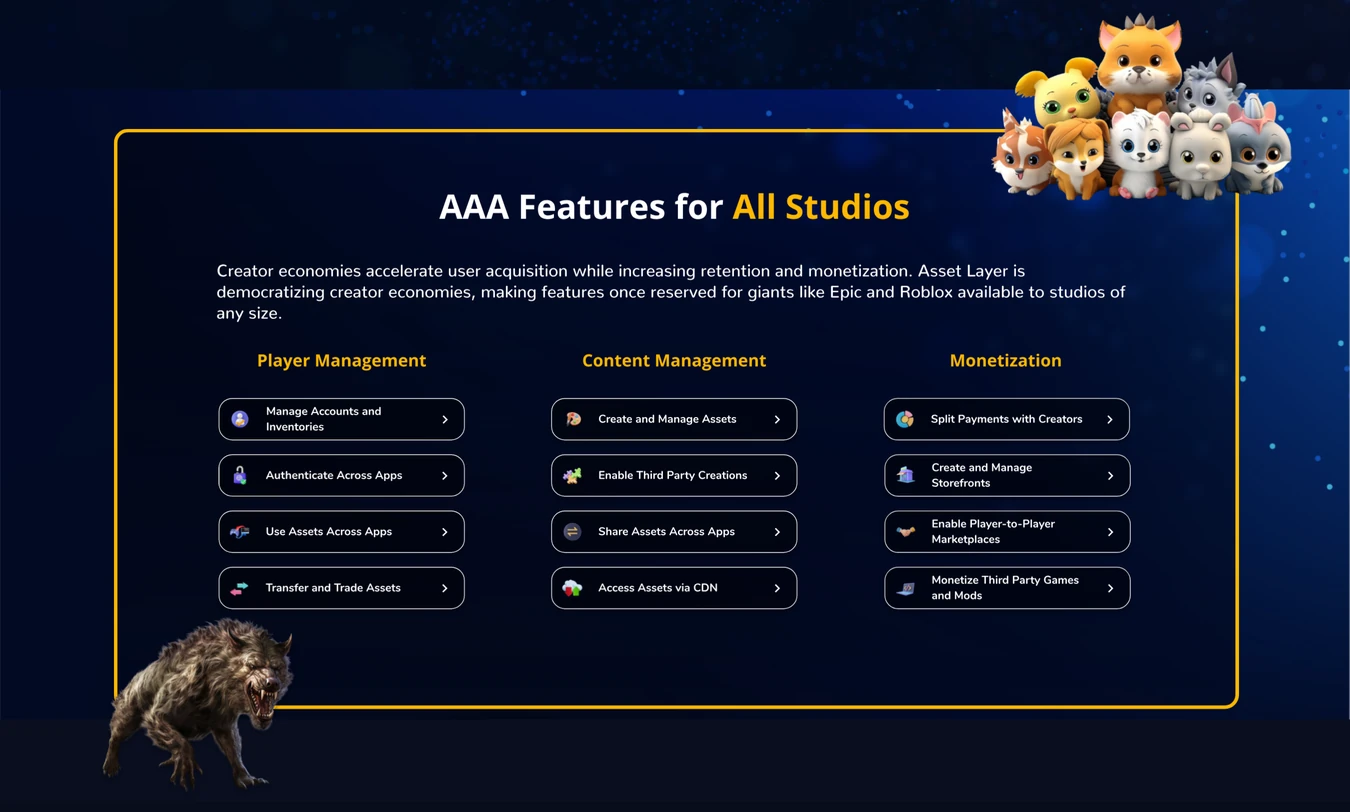 AAA Features for All Studios
Creator economies accelerate user acquisition while increasing retention and monetization. Asset Layer is
democratizing creator economies, making features once reserved for giants like Epic and Roblox available to studios of
any size.
Player Management
Manage Accounts and
Inventories
Authenticate Across Apps
Use Assets Across Apps
Transfer and Trade Assets
Content Management
Create and Manage Assets
Enable Third Party Creations
Share Assets Across Apps
Access Assets via CDN
Monetization
Split Payments with Creators
Create and Manage
Storefronts
Enable Player-to-Player
Marketplaces
Monetize Third Party Games
and Mods